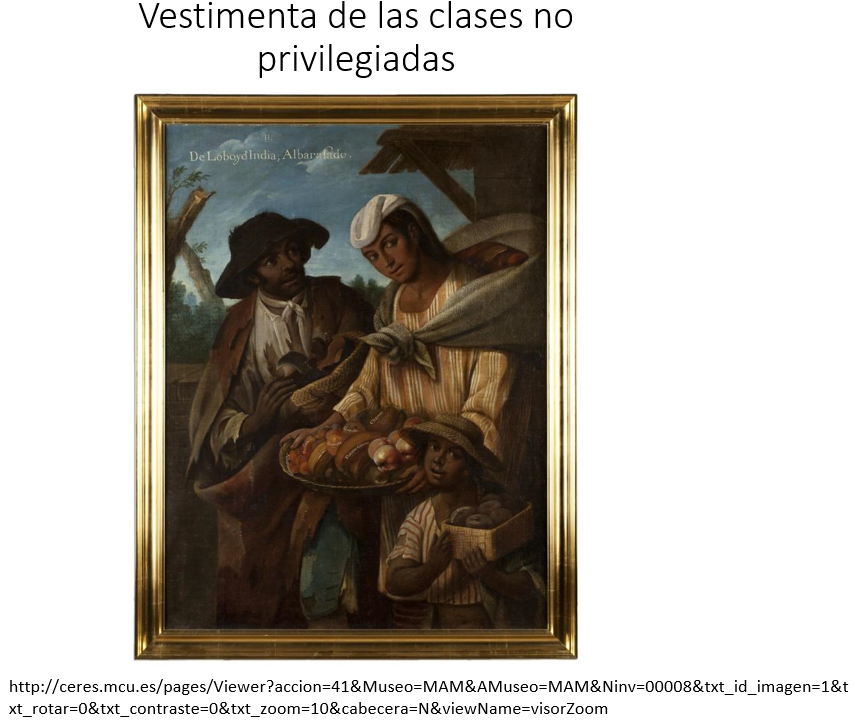 Vestimenta de las clases no
privilegiadas
De Lobo y d India, Albarasado.
http://ceres.mcu.es/pages/Viewer?accion=41&Museo=MAM&AMuseo=MAM&Ninv=00008&txt_id_imagen=1&t
xt_rotar=0&txt_contraste=0&txt_zoom=10&cabecera=N&viewName=visorZoom